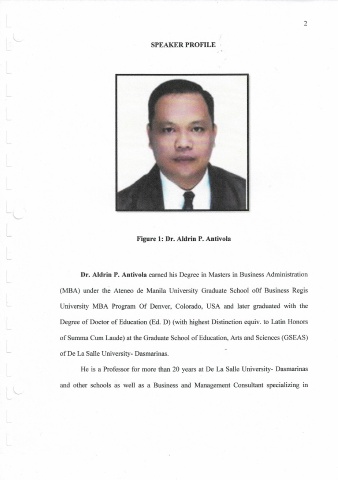 2
SPEAKER PROFILE
Figure 1: Dr. Aldrin P. Antivola
Dr. Aldrin P. Antivola earned his Degree in Masters in Business Administration
(MBA) under the Ateneo de Manila University Graduate School o0f Business Regis
University MBA Program Of Denver, Colorado, USA and later graduated with the
Degree of Doctor of Education (Ed. D) (with highest Distinction equiv. to Latin Honors
of Summa Cum Laude) at the Graduate School of Education, Arts and Sciences (GSEAS)
of De La Salle University- Dasmarinas.
He is a Professor for more than 20 years at De La Salle University- Dasmarinas
and other schools as well as a Business and Management Consultant specializing in